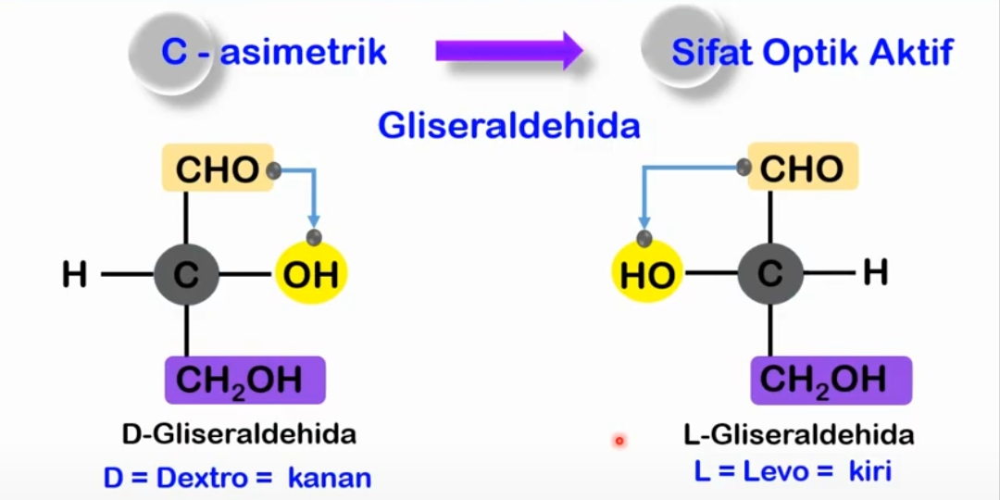 C - asimetrik
Sifat Optik Aktif
Gliseraldehida
CHO
H
C
OH
CH₂OH
D-Gliseraldehida
D = Dextro = kanan
CHO
HO
C
H
CH₂OH
L-Gliseraldehida
L = Levo = kiri